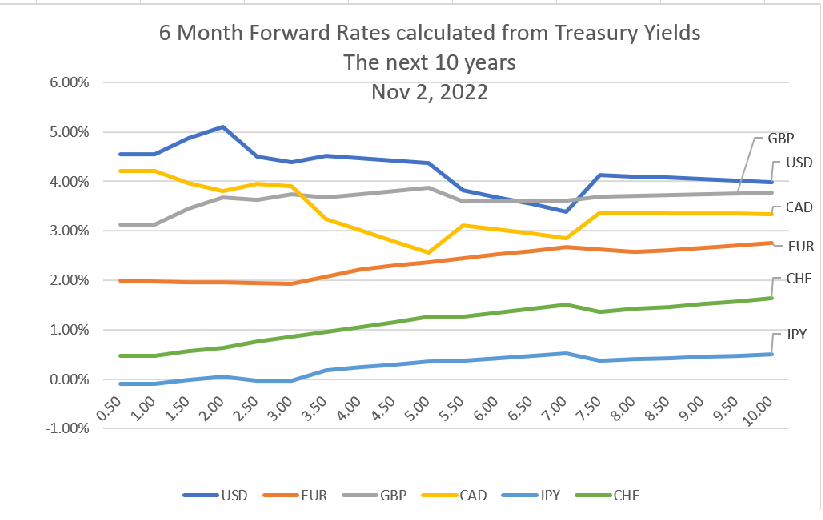 6 Month Forward Rates calculated from Treasury Yields
The next 10 years
Nov 2, 2022
6.00%
5.00%
4.00%
3.00%
2.00%
1.00%
0.00%
-1.00%
GBP
USD
CAD
EUR
CHF
JPY
0.50 1.00 1.50 2.00 2.50 3.00 3.50 4.00 4.50 5.00 5.50 6.00 6.50 7.00 7.50 8.00 8.50 9.00 9.50 10.00
USD EUR GBP CAD JPY CHF